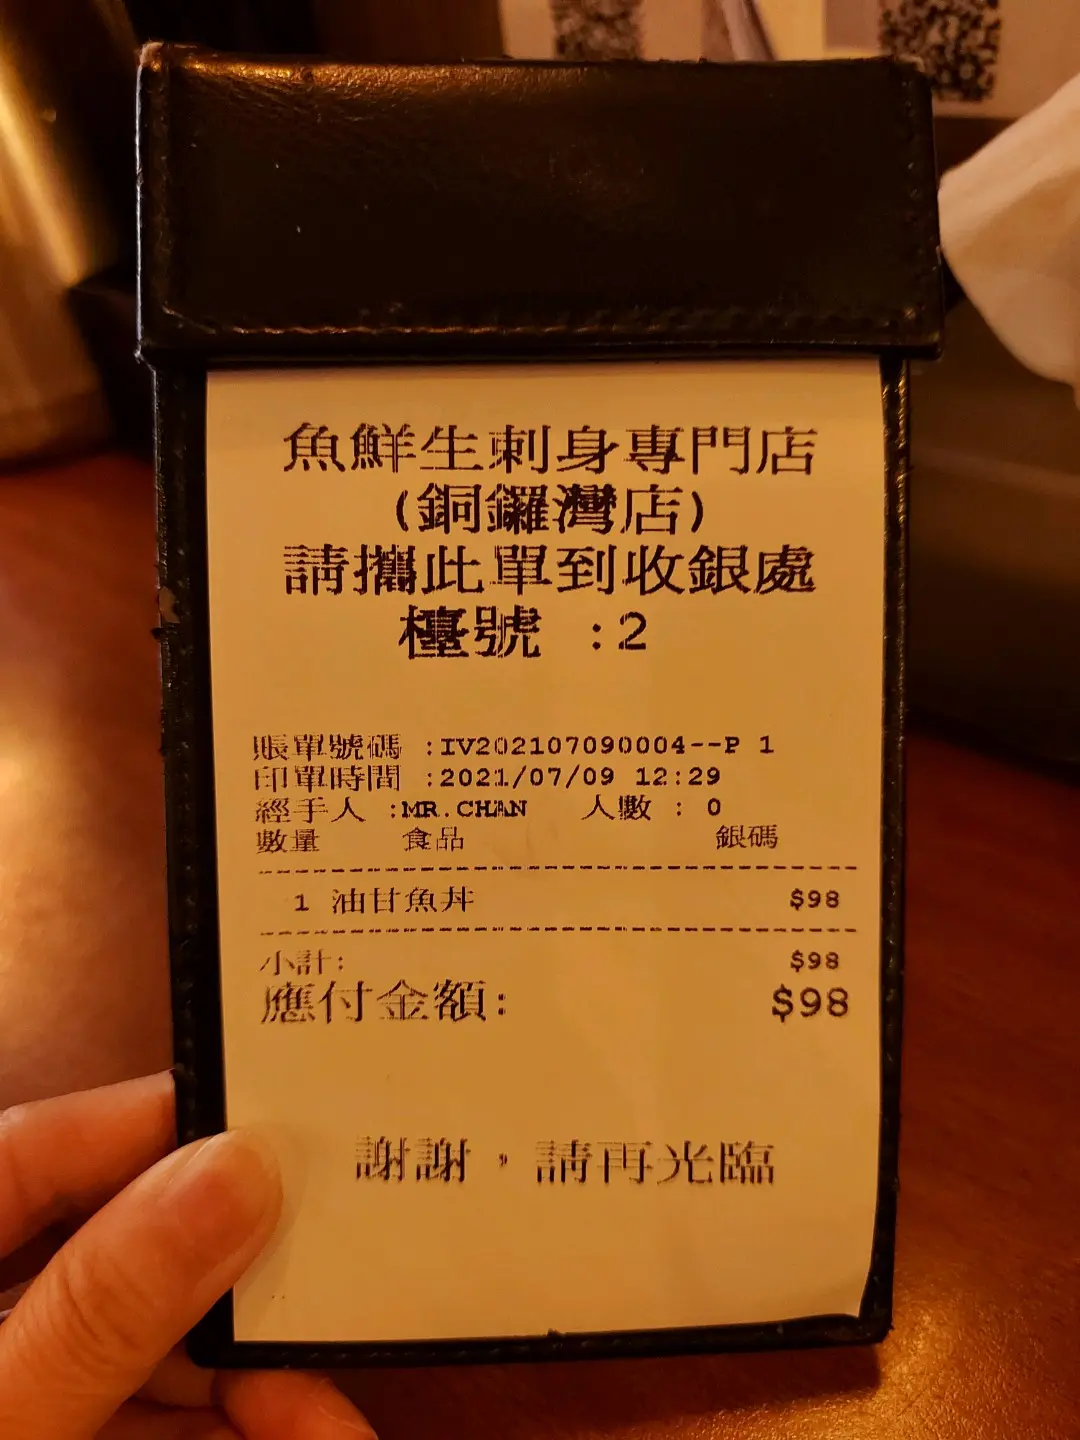 魚鮮生刺身專門店
(銅鑼灣店)
請攜此單到收銀處
檯號 :2
賬單號碼 :IV202107090004--P 1
印單時間 :2021/07/09 12:29
經手人 :MR.CHAN 人數 : 0
數量 食品 銀碼
1 油甘魚丼 $98
小計: $98
應付金額: $98
謝謝，請再光臨